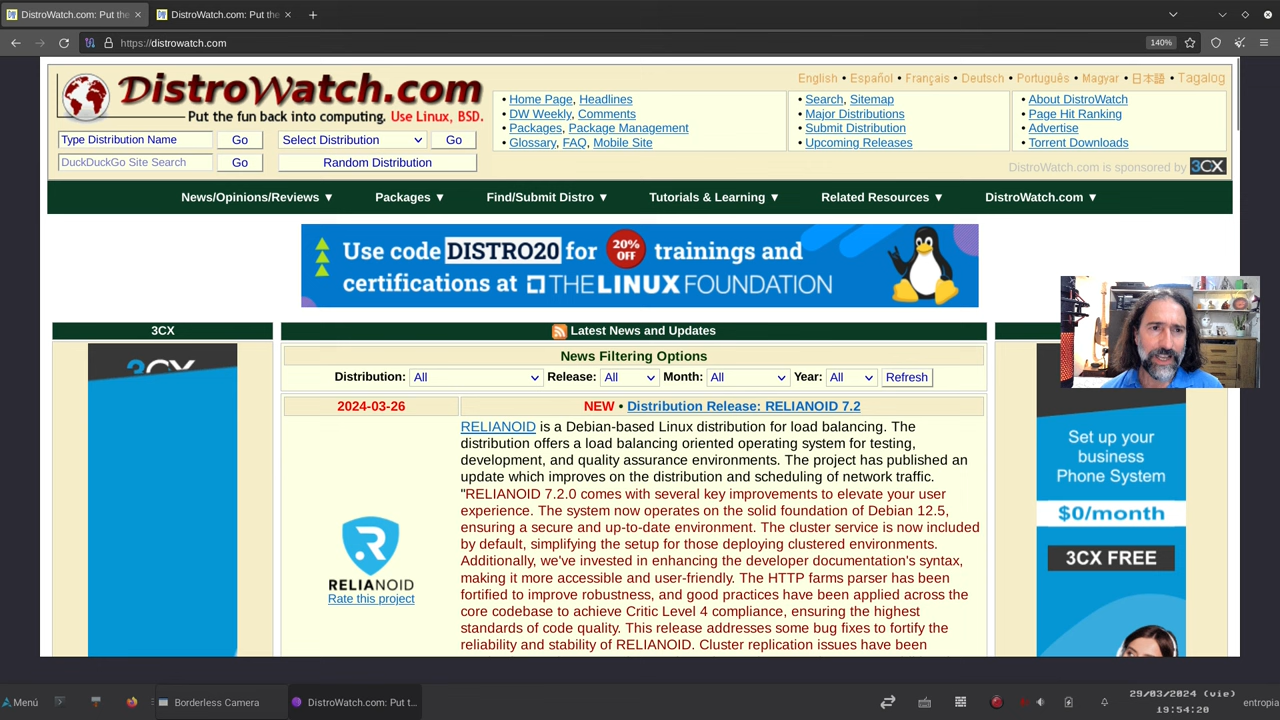 DistroWatch.com: Put the
DistroWatch.com: Put the
https://distrowatch.com
140%
DistroWatch.com
Put the fun back into computing. Use Linux, BSD.
English • Español • Français • Deutsch • Português • Magyar • 日本語 • Tagalog
• Home Page, Headlines
• DW Weekly, Comments
• Packages, Package Management
• Glossary, FAQ, Mobile Site
• Search, Sitemap
• Major Distributions
• Submit Distribution
• Upcoming Releases
• About DistroWatch
• Page Hit Ranking
• Advertise
• Torrent Downloads
Type Distribution Name Go Select Distribution Go
DuckDuckGo Site Search Go Random Distribution
DistroWatch.com is sponsored by 3CX
News/Opinions/Reviews ▼ Packages ▼ Find/Submit Distro ▼ Tutorials & Learning ▼ Related Resources ▼ DistroWatch.com ▼
Use code DISTRO20 for 20% OFF trainings and
certifications at THE LINUX FOUNDATION
3CX
3CX
Latest News and Updates
News Filtering Options
Distribution: All Release: All Month: All Year: All Refresh
2024-03-26
NEW • Distribution Release: RELIANOID 7.2
RELIANOID is a Debian-based Linux distribution for load balancing. The
distribution offers a load balancing oriented operating system for testing,
development, and quality assurance environments. The project has published an
update which improves on the distribution and scheduling of network traffic.
"RELIANOID 7.2.0 comes with several key improvements to elevate your user
experience. The system now operates on the solid foundation of Debian 12.5,
ensuring a secure and up-to-date environment. The cluster service is now included
by default, simplifying the setup for those deploying clustered environments.
Additionally, we've invested in enhancing the developer documentation's syntax,
making it more accessible and user-friendly. The HTTP farms parser has been
fortified to improve robustness, and good practices have been applied across the
core codebase to achieve Critic Level 4 compliance, ensuring the highest
standards of code quality. This release addresses some bug fixes to fortify the
reliability and stability of RELIANOID. Cluster replication issues have been
RELIANOID
Rate this project
Set up your
business
Phone System
$0/month
3CX FREE
Menú
Borderless Camera
DistroWatch.com: Put t...
29/03/2024 (vie)
19:54:20
entropia